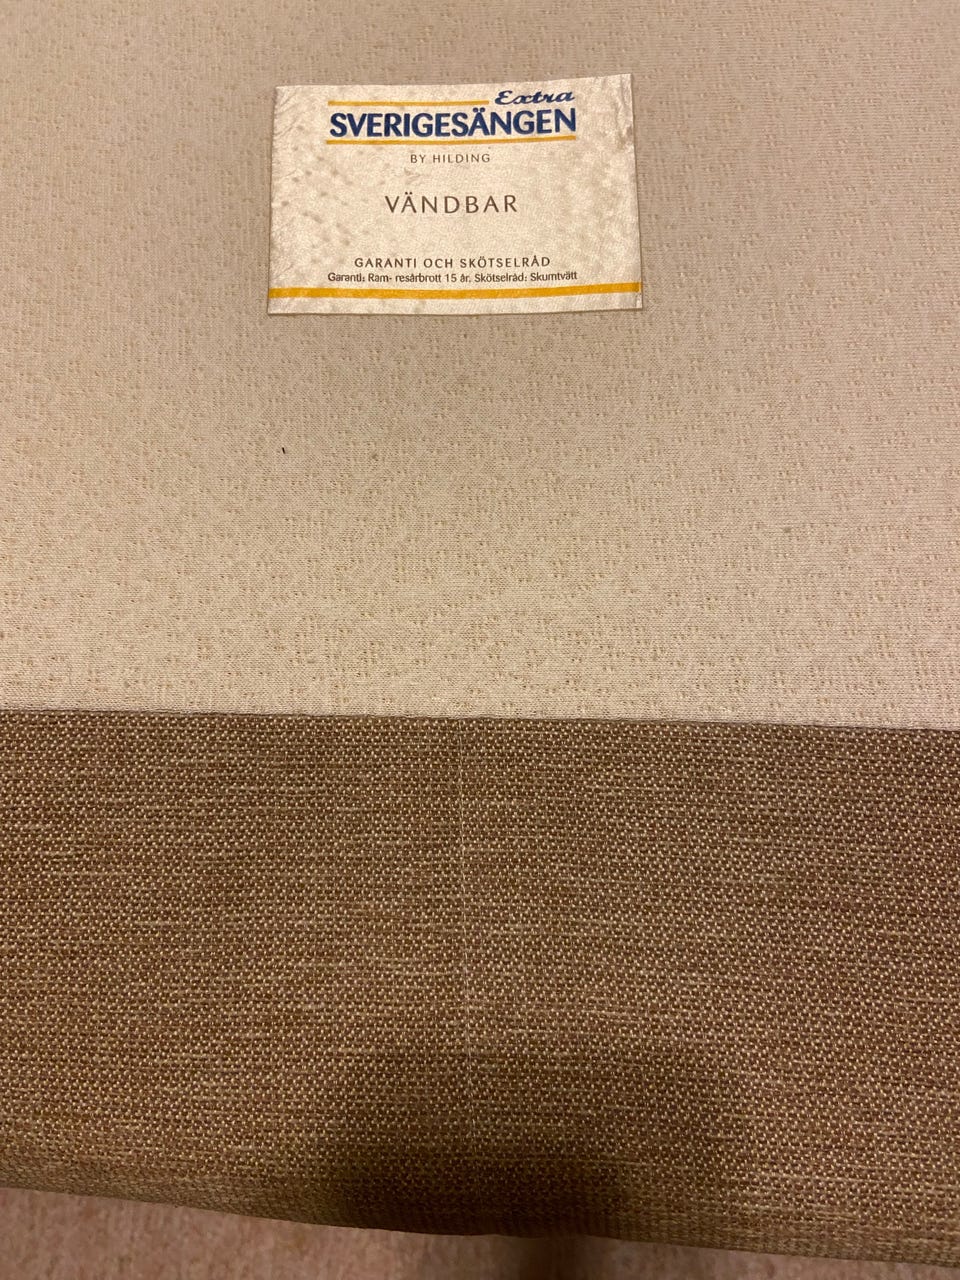 Extra
SVERIGESÄNGEN
BY HILDING
VÄNDBAR
GARANTI OCH SKÖTSELRÅD
Garanti: Ram- resårbrott 15 år. Skötselråd: Skumtvätt